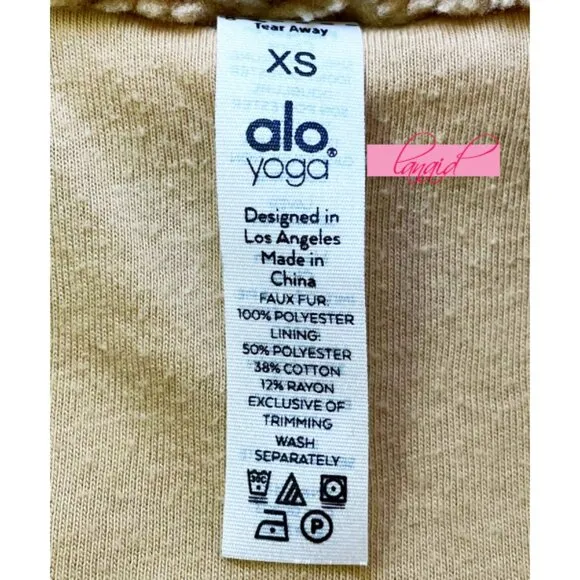 Tear Away
XS
alo®
yoga
langid
Designed in
Los Angeles
Made in
China
FAUX FUR:
100% POLYESTER
LINING:
50% POLYESTER
38% COTTON
12% RAYON
EXCLUSIVE OF
TRIMMING
WASH
SEPARATELY
30C
P